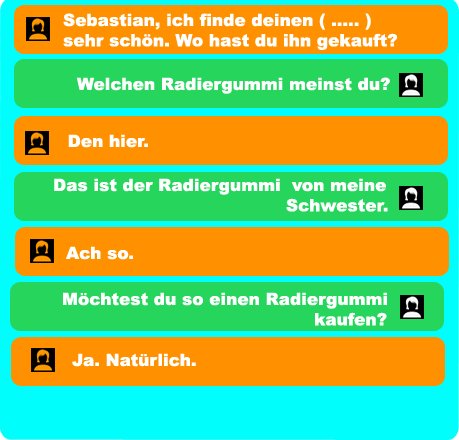 Sebastian, ich finde deinen ( ..... )
sehr schön. Wo hast du ihn gekauft?
Welchen Radiergummi meinst du?
Den hier.
Das ist der Radiergummi von meine
Schwester.
Ach so.
Möchtest du so einen Radiergummi
kaufen?
Ja. Natürlich.